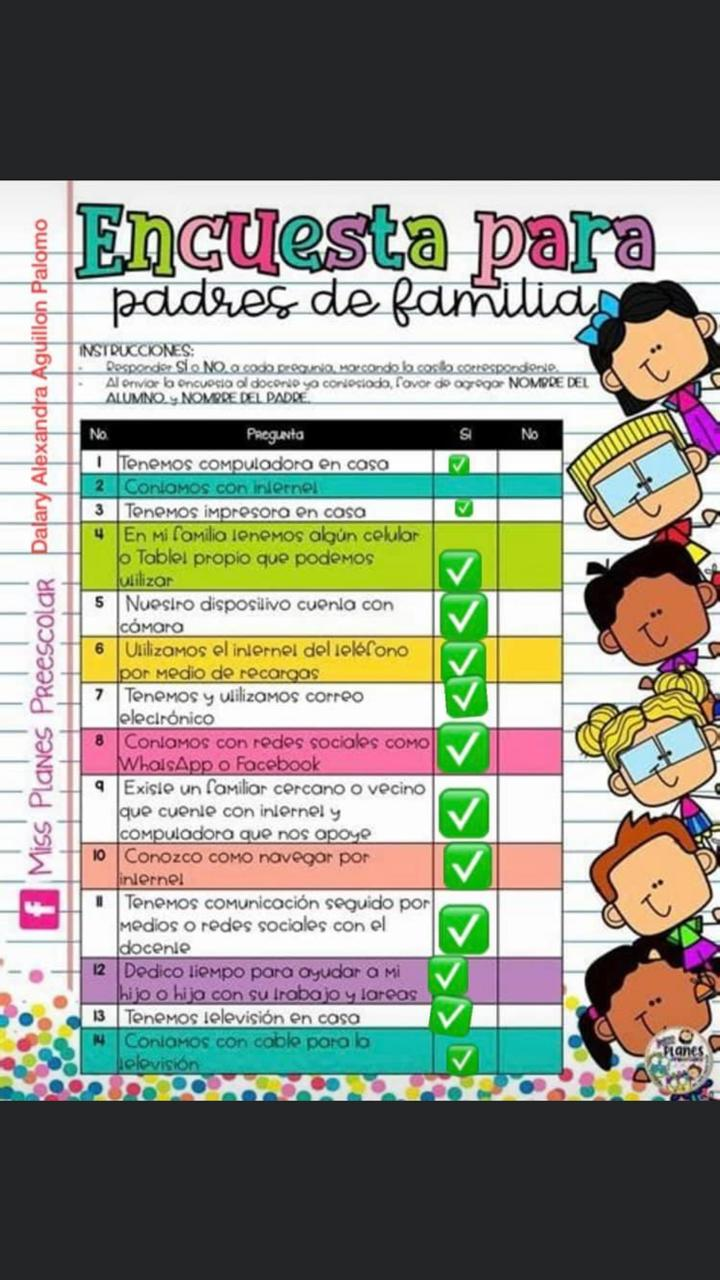 Encuesta para
padres de familia
INSTRUCCIONES:
- Responder SÍ o NO, a cada pregunta, marcando la casilla correspondiente.
- Al enviar la encuesta al docente ya contestada, favor de agregar NOMBRE DEL
ALUMNO, y NOMBRE DEL PADRE.
No. Pregunta Si No
1 Tenemos computadora en casa ✅
2 Contamos con internet
3 Tenemos impresora en casa ✅
4 En mi familia tenemos algún celular
o Tablet propio que podemos
utilizar ✅
5 Nuestro dispositivo cuenta con
cámara ✅
6 Utilizamos el internet del teléfono
por medio de recargas ✅
7 Tenemos y utilizamos correo
electrónico ✅
8 Contamos con redes sociales como
WhatsApp o Facebook ✅
9 Existe un familiar cercano o vecino
que cuente con internet y
computadora que nos apoye ✅
10 Conozco como navegar por
internet ✅
11 Tenemos comunicación seguido por
medios o redes sociales con el
docente ✅
12 Dedico tiempo para ayudar a mi
hijo o hija con su trabajo y tareas ✅
13 Tenemos televisión en casa ✅
14 Contamos con cable para la
televisión ✅
Dalary Alexandra Aguillon Palomo
f Miss Planes Preescolar
Miss
PLANES